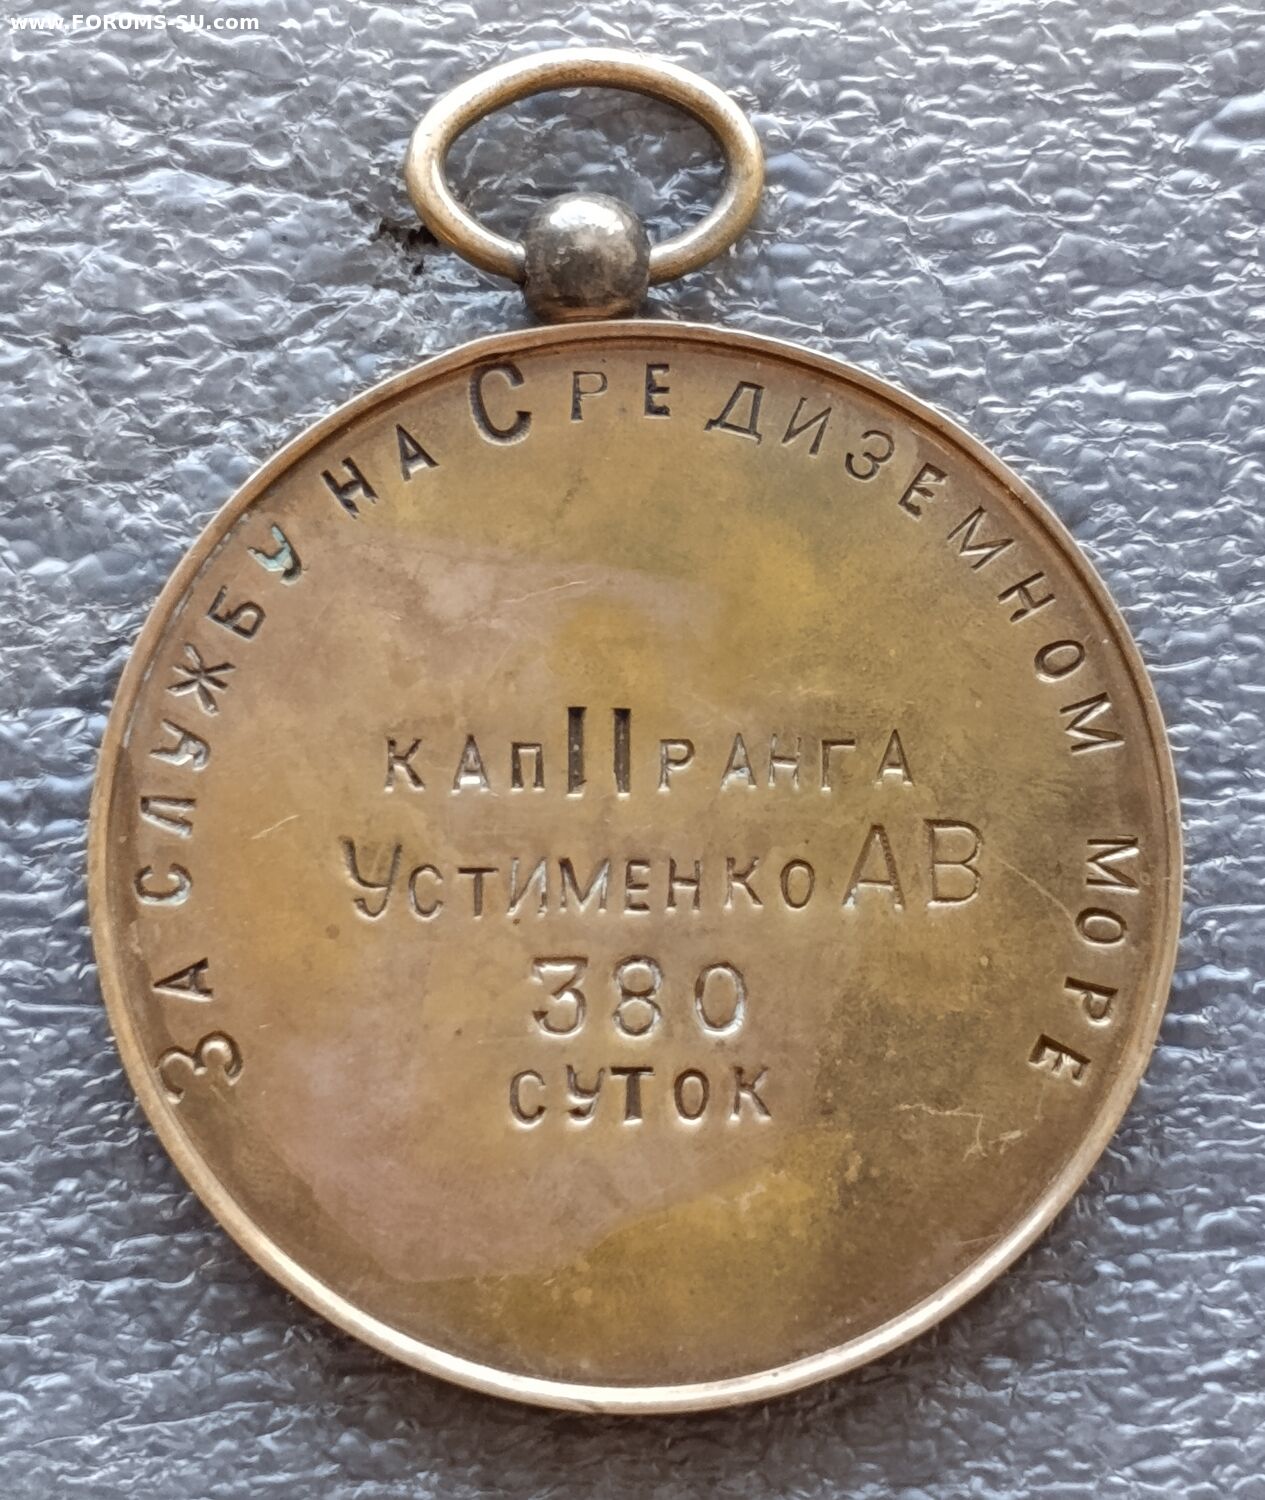 www.FORUMS-SU.com
ЗА СЛУЖБУ НА СРЕДИЗЕМНОМ МОРЕ
КАП II РАНГА
УСТИМЕНКО АВ
380
СУТОК